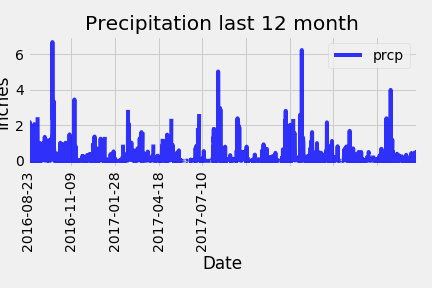 Precipitation last 12 month
prcp
6
4
2
0
Inches
2016-08-23
2016-11-09
2017-01-28
2017-04-18
2017-07-10
Date